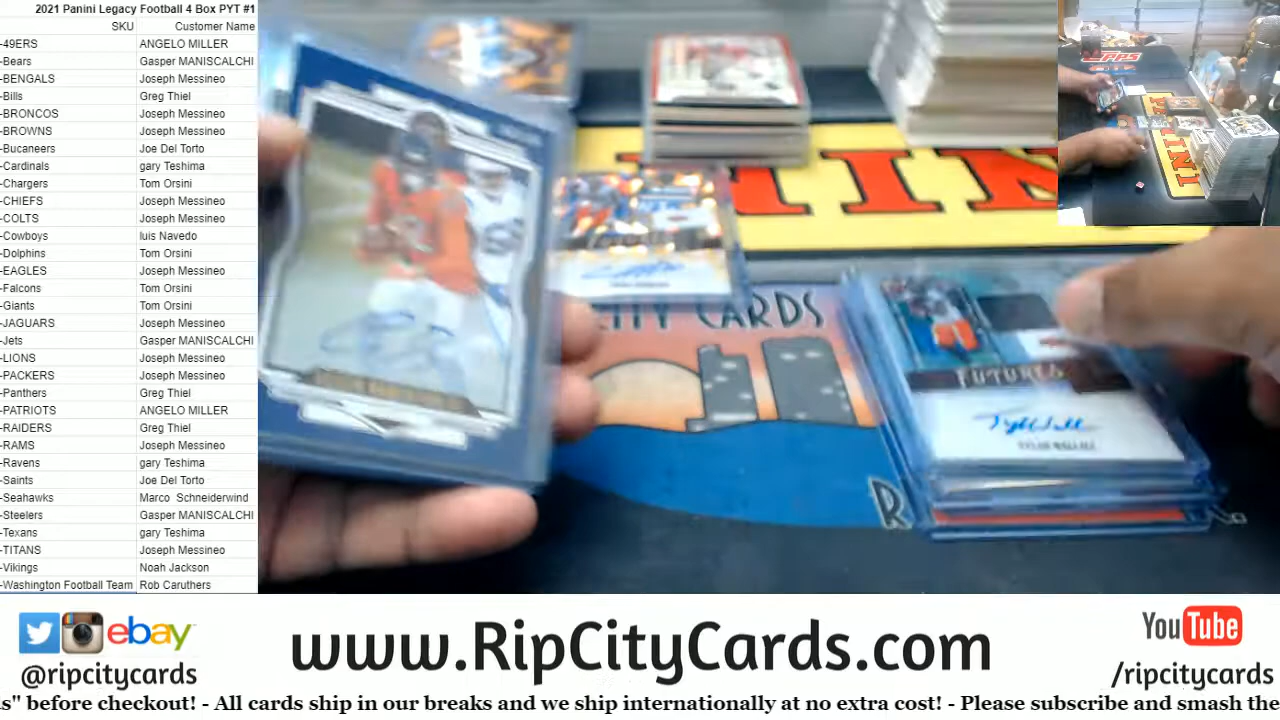 2021 Panini Legacy Football 4 Box PYT #1
SKU Customer Name
-49ERS ANGELO MILLER
-Bears Gasper MANISCALCHI
-BENGALS Joseph Messineo
-Bills Greg Thiel
-BRONCOS Joseph Messineo
-BROWNS Joseph Messineo
-Bucaneers Joe Del Torto
-Cardinals gary Teshima
-Chargers Tom Orsini
-CHIEFS Joseph Messineo
-COLTS Joseph Messineo
-Cowboys luis Navedo
-Dolphins Tom Orsini
-EAGLES Joseph Messineo
-Falcons Tom Orsini
-Giants Tom Orsini
-JAGUARS Joseph Messineo
-Jets Gasper MANISCALCHI
-LIONS Joseph Messineo
-PACKERS Joseph Messineo
-Panthers Greg Thiel
-PATRIOTS ANGELO MILLER
-RAIDERS Greg Thiel
-RAMS Joseph Messineo
-Ravens gary Teshima
-Saints Joe Del Torto
-Seahawks Marco Schneiderwind
-Steelers Gasper MANISCALCHI
-Texans gary Teshima
-TITANS Joseph Messineo
-Vikings Noah Jackson
-Washington Football Team Rob Caruthers
CITY CARDS
FUTURES
TYLAN WALLACE
R
TOPPS
PANINI
ebay
@ripcitycards
www.RipCityCards.com
YouTube
/ripcitycards
s" before checkout! - All cards ship in our breaks and we ship internationally at no extra cost! - Please subscribe and smash the